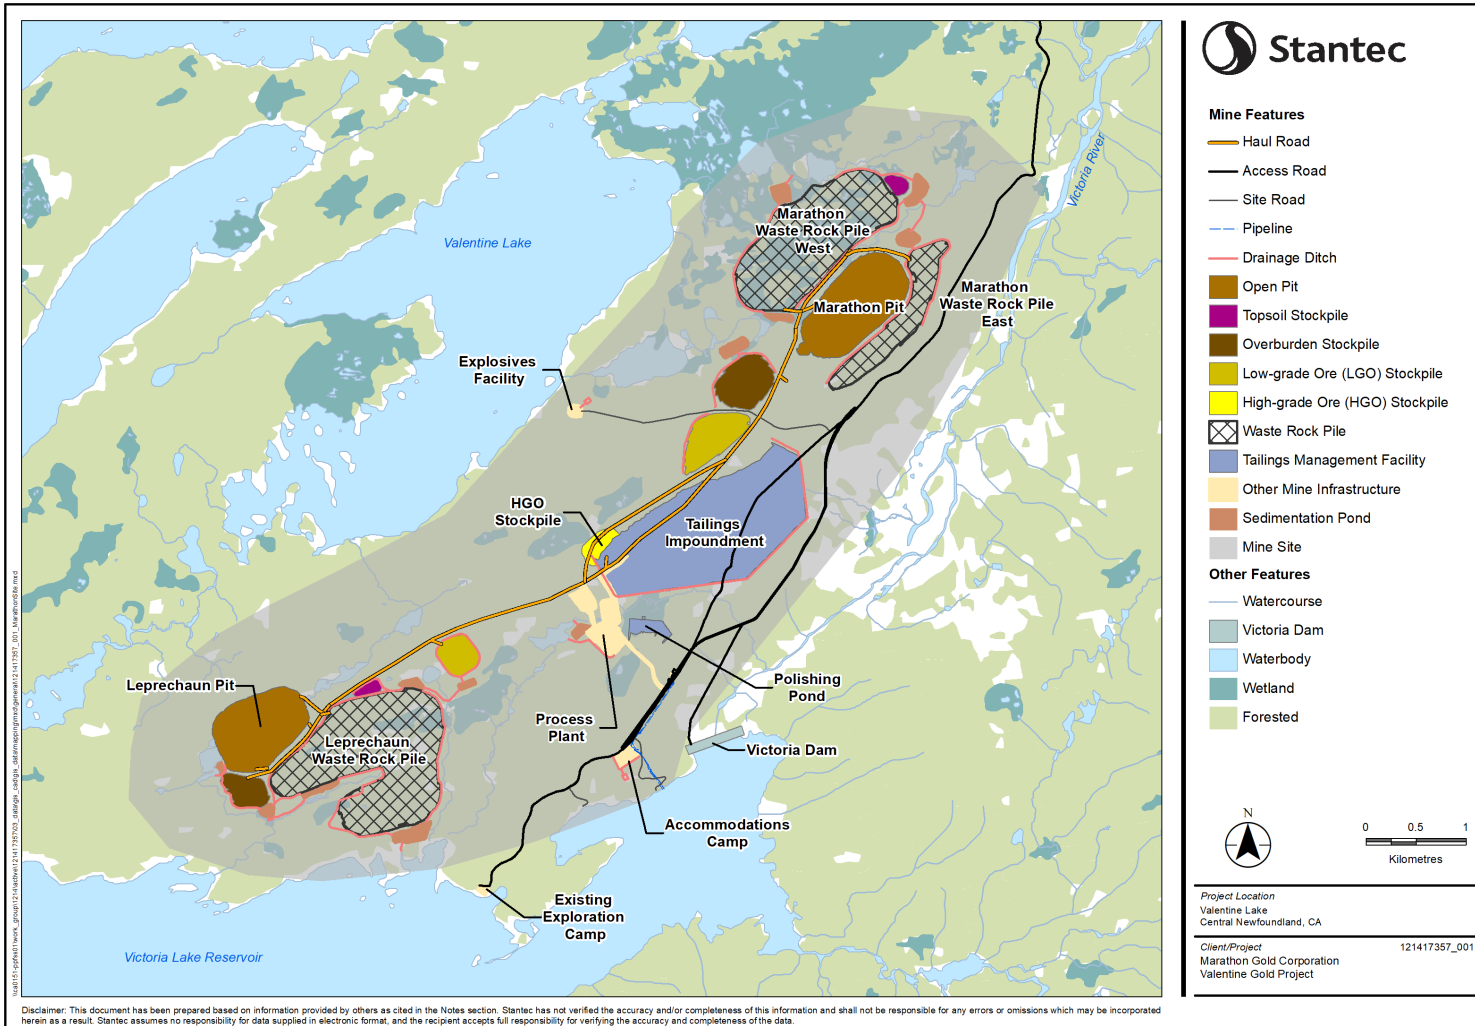 Stantec
Mine Features
Haul Road
Access Road
Site Road
Pipeline
Drainage Ditch
Open Pit
Topsoil Stockpile
Overburden Stockpile
Low-grade Ore (LGO) Stockpile
High-grade Ore (HGO) Stockpile
Waste Rock Pile
Tailings Management Facility
Other Mine Infrastructure
Sedimentation Pond
Mine Site
Other Features
Watercourse
Victoria Dam
Waterbody
Wetland
Forested
Victoria River
Valentine Lake
Marathon
Waste Rock Pile
West
Marathon Pit
Marathon
Waste Rock Pile
East
Explosives
Facility
HGO
Stockpile
Tailings
Impoundment
Leprechaun Pit
Leprechaun
Waste Rock Pile
Process
Plant
Polishing
Pond
Victoria Dam
Accommodations
Camp
Existing
Exploration
Camp
Victoria Lake Reservoir
N
0 0.5 1
Kilometres
Project Location
Valentine Lake
Central Newfoundland, CA
Client/Project 121417357_001
Marathon Gold Corporation
Valentine Gold Project
Disclaimer: This document has been prepared based on information provided by others as cited in the Notes section. Stantec has not verified the accuracy and/or completeness of this information and shall not be responsible for any errors or omissions which may be incorporated
herein as a result. Stantec assumes no responsibility for data supplied in electronic format, and the recipient accepts full responsibility for verifying the accuracy and completeness of the data.